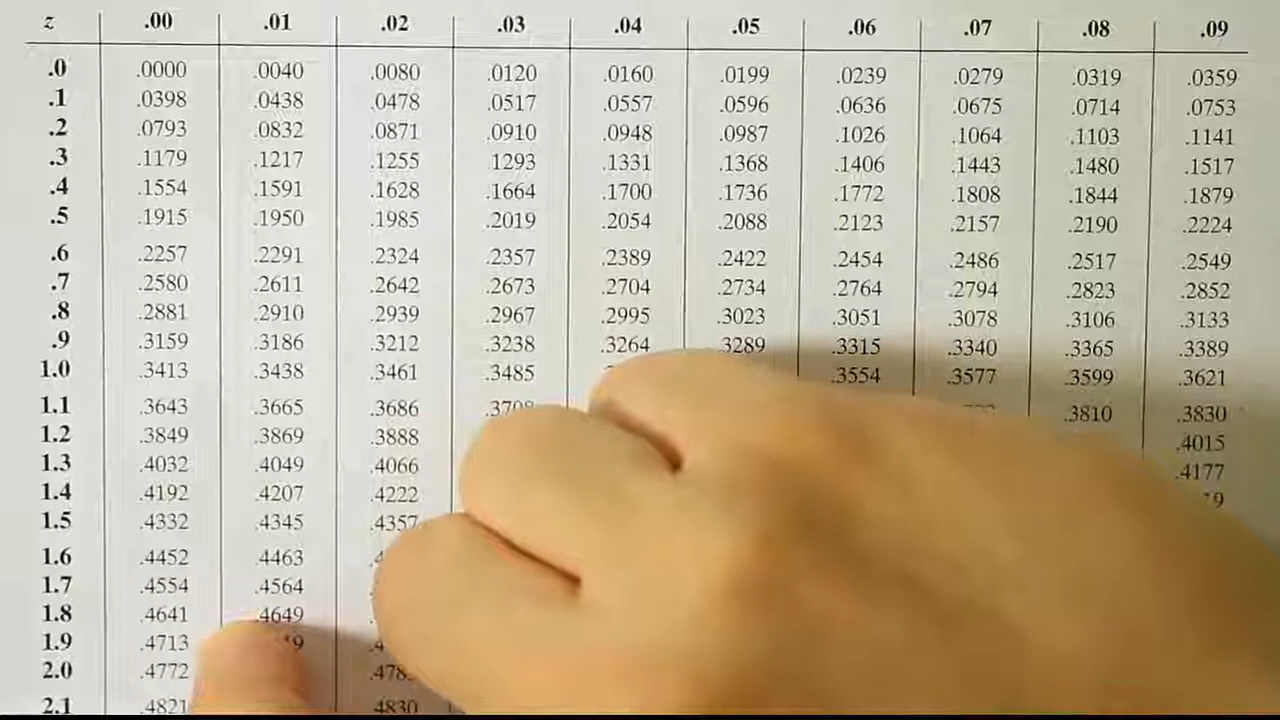 z .00 .01 .02 .03 .04 .05 .06 .07 .08 .09
.0 .0000 .0040 .0080 .0120 .0160 .0199 .0239 .0279 .0319 .0359
.1 .0398 .0438 .0478 .0517 .0557 .0596 .0636 .0675 .0714 .0753
.2 .0793 .0832 .0871 .0910 .0948 .0987 .1026 .1064 .1103 .1141
.3 .1179 .1217 .1255 .1293 .1331 .1368 .1406 .1443 .1480 .1517
.4 .1554 .1591 .1628 .1664 .1700 .1736 .1772 .1808 .1844 .1879
.5 .1915 .1950 .1985 .2019 .2054 .2088 .2123 .2157 .2190 .2224
.6 .2257 .2291 .2324 .2357 .2389 .2422 .2454 .2486 .2517 .2549
.7 .2580 .2611 .2642 .2673 .2704 .2734 .2764 .2794 .2823 .2852
.8 .2881 .2910 .2939 .2967 .2995 .3023 .3051 .3078 .3106 .3133
.9 .3159 .3186 .3212 .3238 .3264 .3289 .3315 .3340 .3365 .3389
1.0 .3413 .3438 .3461 .3485 .3554 .3577 .3599 .3621
1.1 .3643 .3665 .3686 .3708 .3810 .3830
1.2 .3849 .3869 .3888 .4015
1.3 .4032 .4049 .4066 .4177
1.4 .4192 .4207 .4222
1.5 .4332 .4345 .4357
1.6 .4452 .4463
1.7 .4554 .4564
1.8 .4641 .4649
1.9 .4713
2.0 .4772
2.1 .4821 .4830